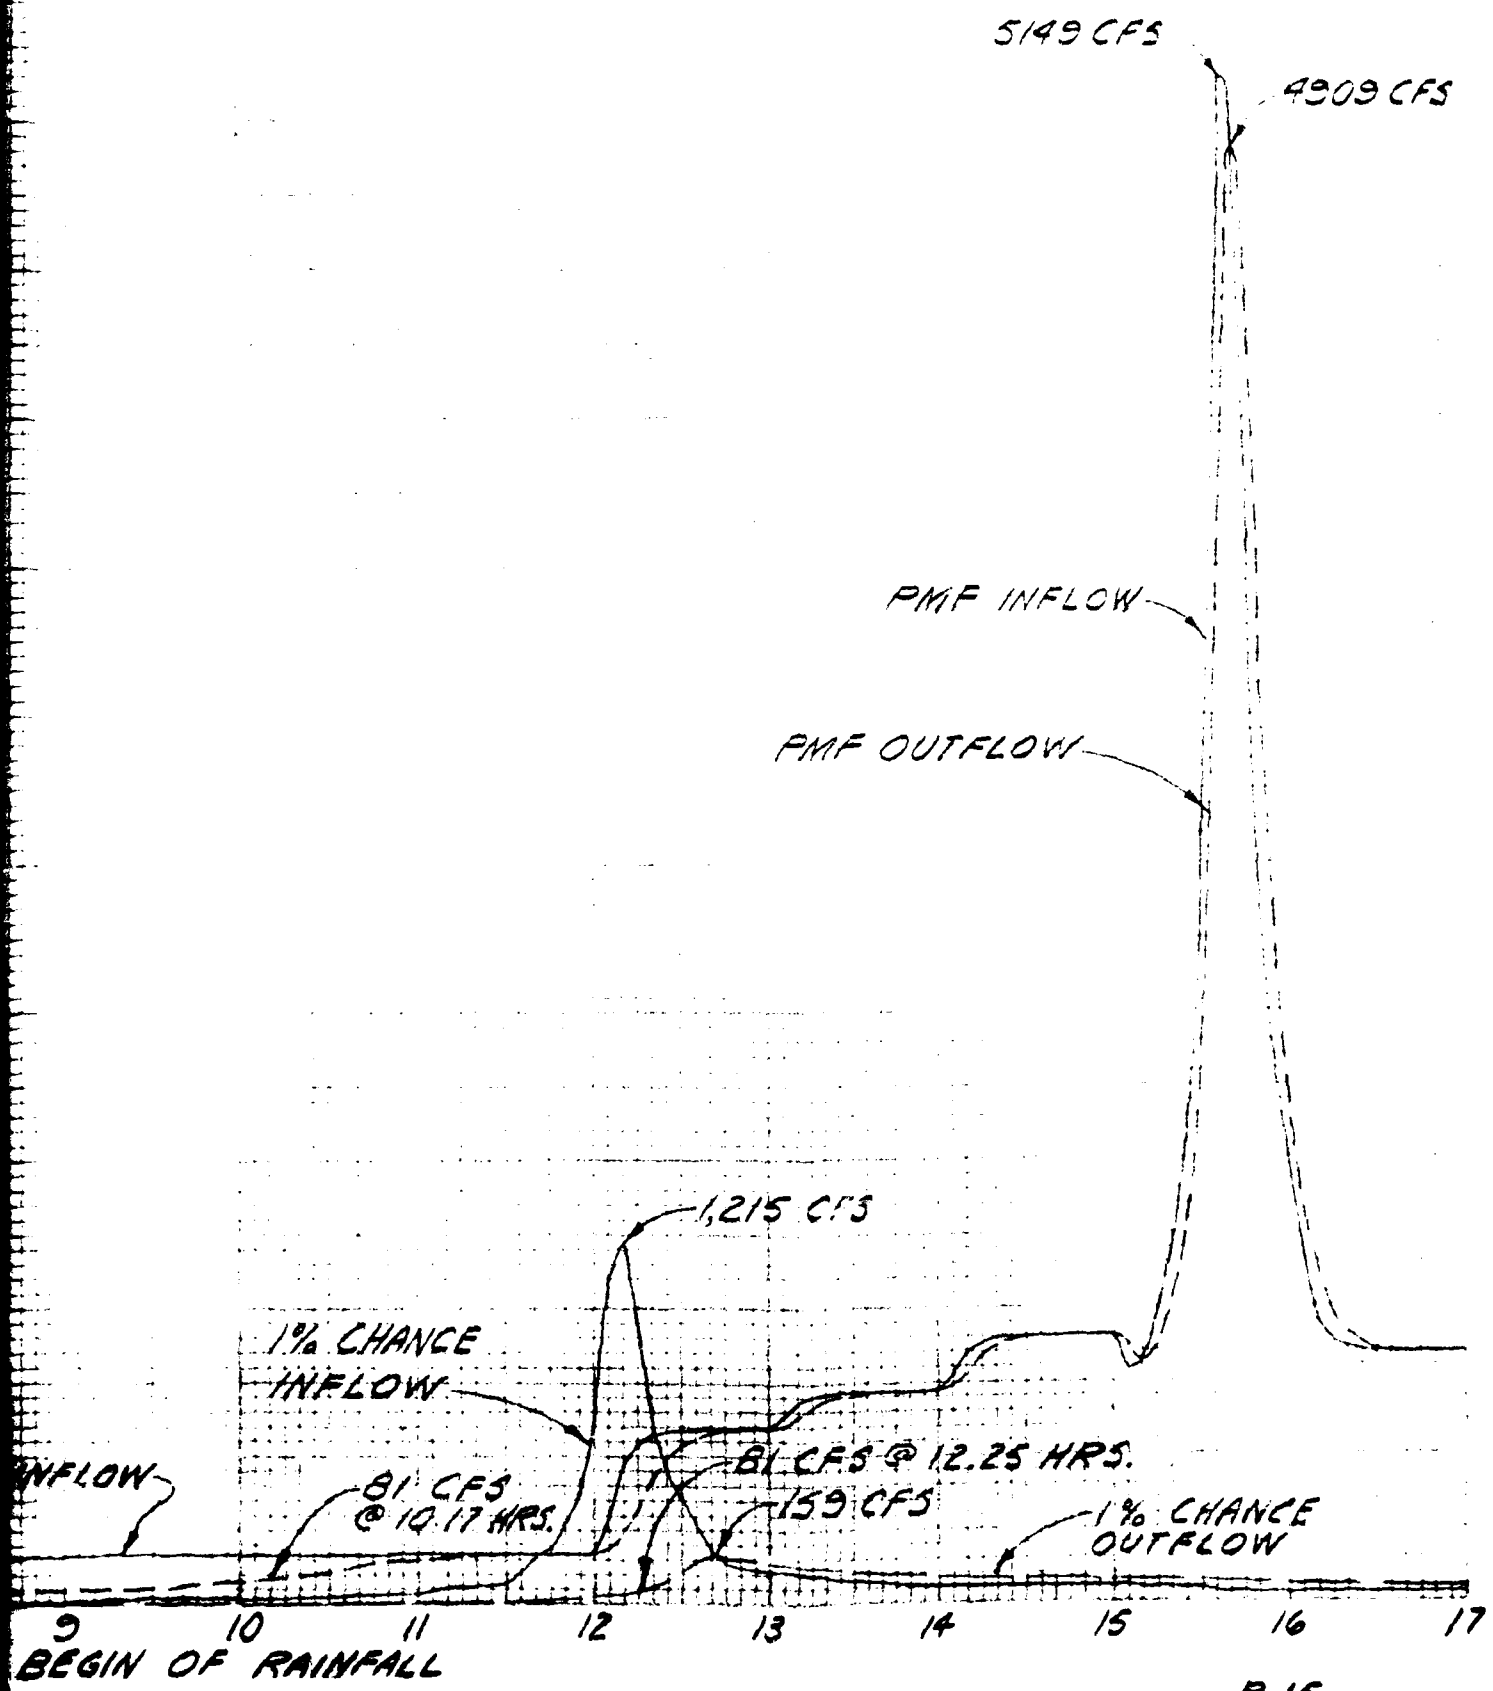 5149 CFS
4909 CFS
PMF INFLOW
PMF OUTFLOW
1,215 CFS
1% CHANCE
INFLOW
81 CFS @ 12.25 HRS.
INFLOW
81 CFS
@ 10.17 HRS.
159 CFS
1% CHANCE
OUTFLOW
9 10 11 12 13 14 15 16 17
BEGIN OF RAINFALL